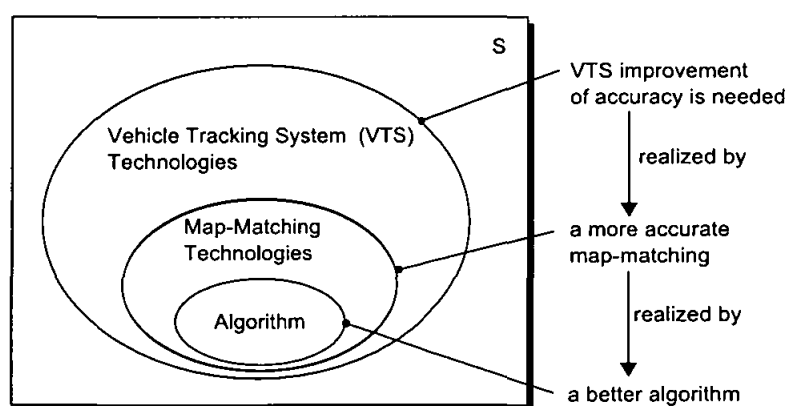 S
VTS improvement
of accuracy is needed
Vehicle Tracking System (VTS)
Technologies
realized by
Map-Matching
Technologies
a more accurate
map-matching
Algorithm
realized by
a better algorithm